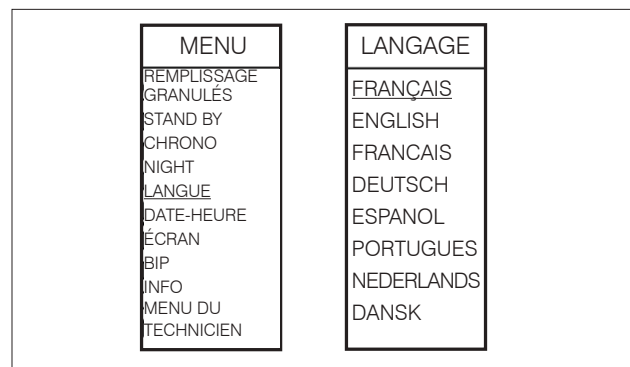 MENU
REMPLISSAGE
GRANULÉS
STAND BY
CHRONO
NIGHT
LANGUE
DATE-HEURE
ÉCRAN
BIP
INFO
MENU DU
TECHNICIEN
LANGAGE
FRANÇAIS
ENGLISH
FRANCAIS
DEUTSCH
ESPANOL
PORTUGUES
NEDERLANDS
DANSK